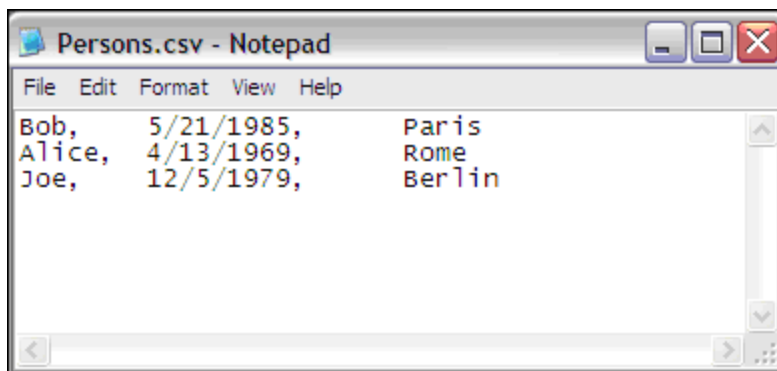 Persons.csv - Notepad
File Edit Format View Help
Bob, 5/21/1985, Paris
Alice, 4/13/1969, Rome
Joe, 12/5/1979, Berlin